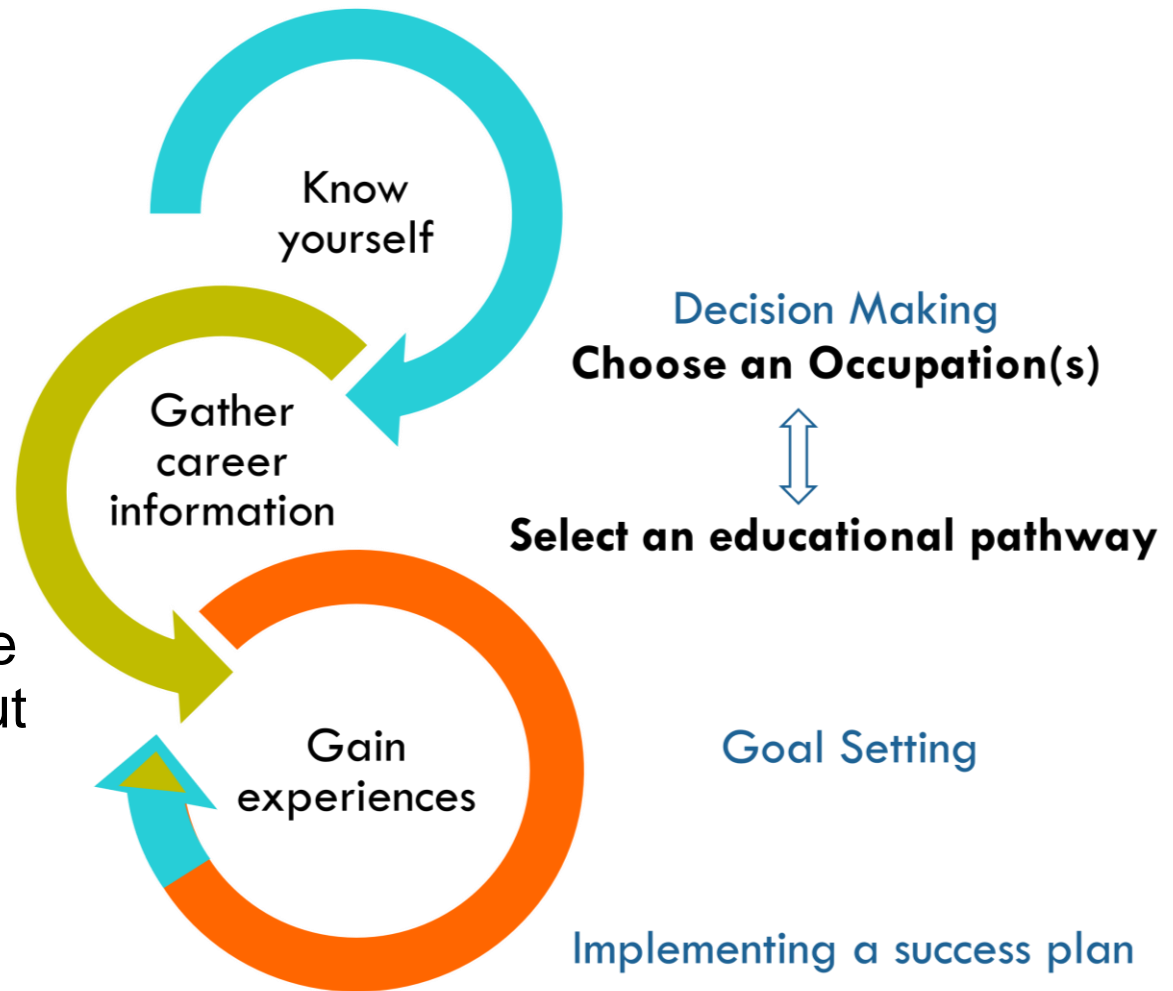 Know
yourself
Decision Making
Choose an Occupation(s)
Gather
career
information
Select an educational pathway
Gain
experiences
Goal Setting
Implementing a success plan